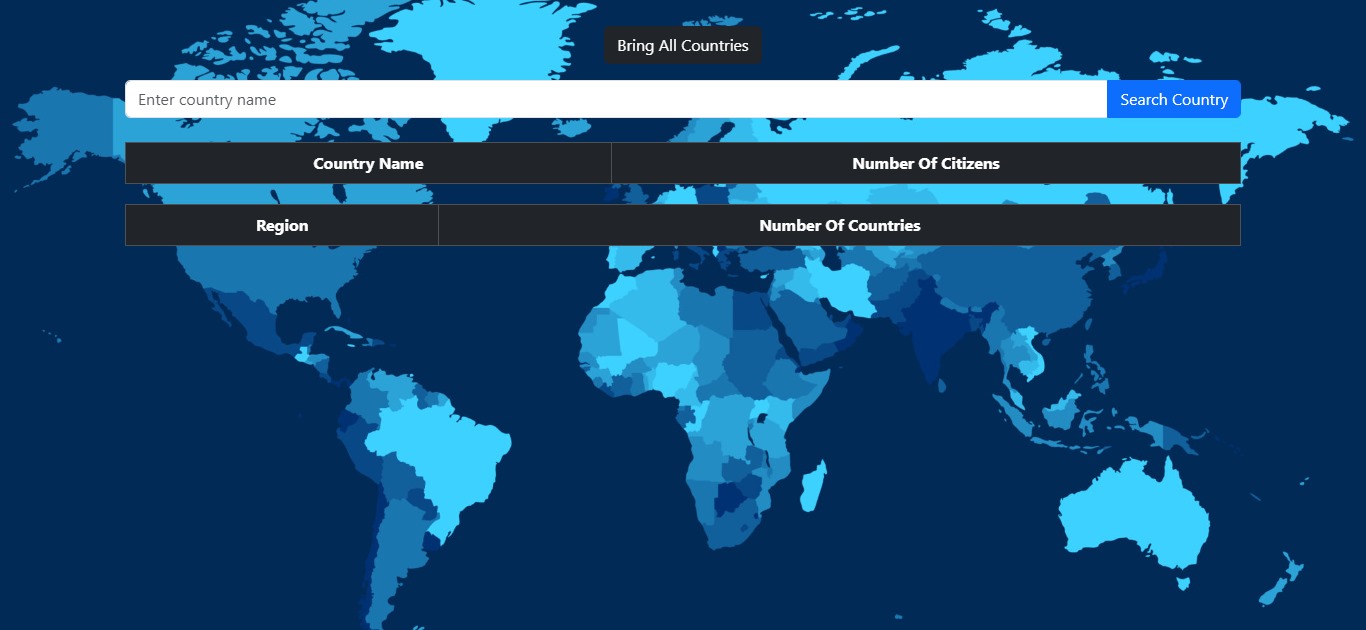 Bring All Countries
Enter country name
Search Country
Country Name
Number Of Citizens
Region
Number Of Countries